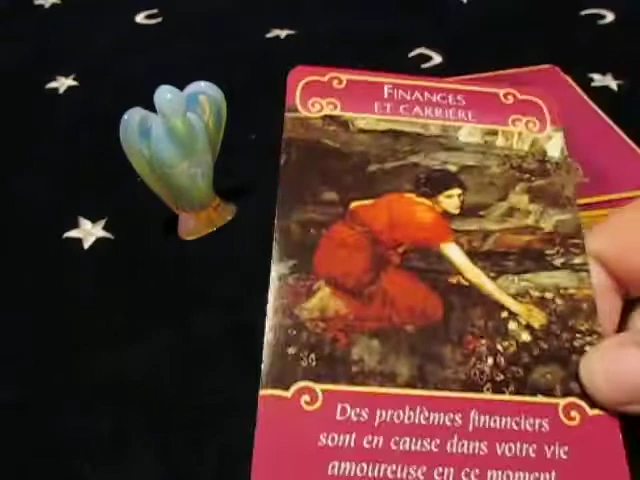 FINANCES
ET CARRIÈRE
Des problèmes financiers
sont en cause dans votre vie
amoureuse en ce moment